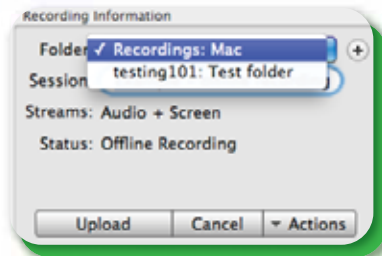 Recording Information
Folder ✓ Recordings: Mac
testing101: Test folder
Session
Streams: Audio + Screen
Status: Offline Recording
Upload Cancel Actions